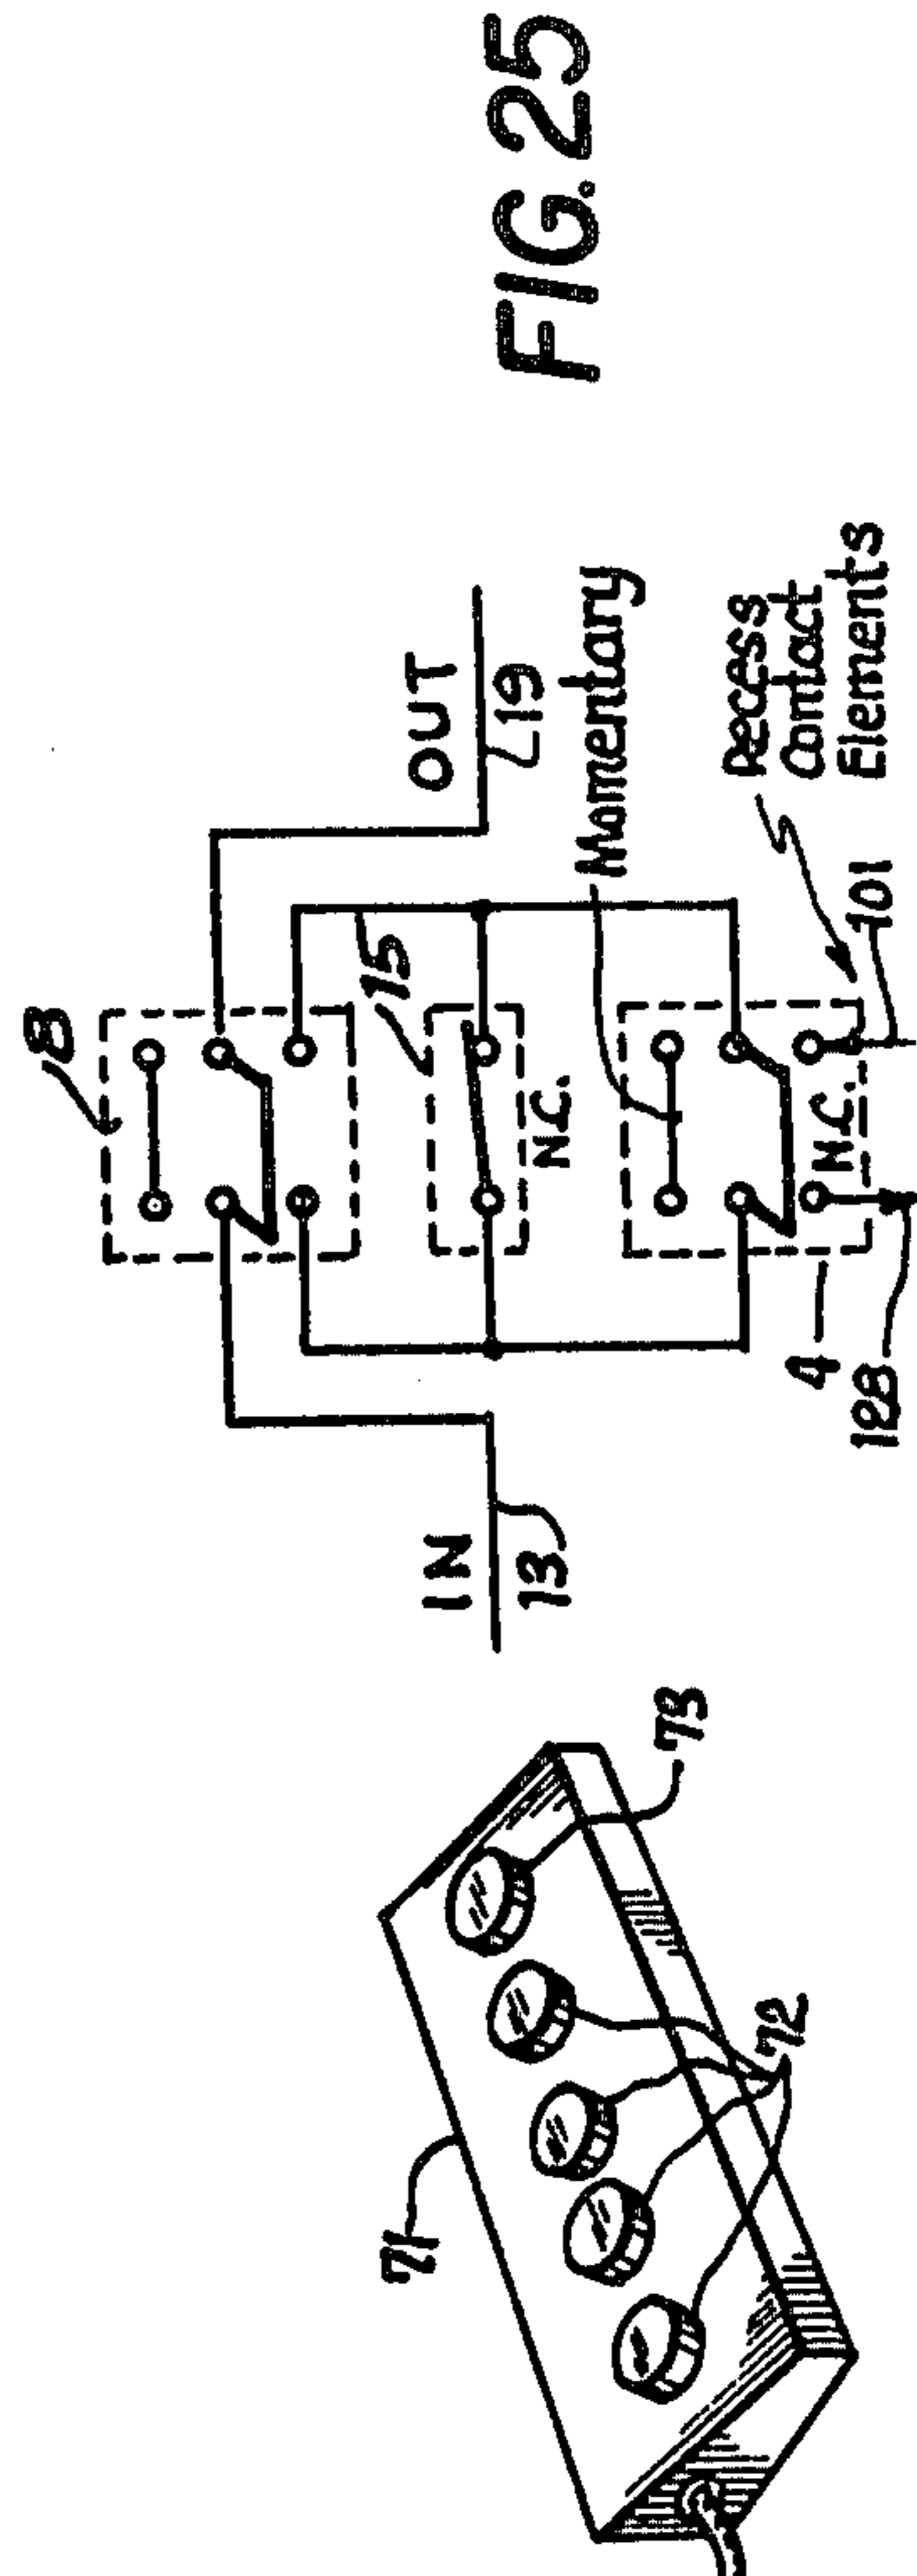 FIG. 25
8
OUT
19
15
Momentary
N.C.
Recess
Contact
Elements
N.C.
101
4
128
IN
13
71
73
72